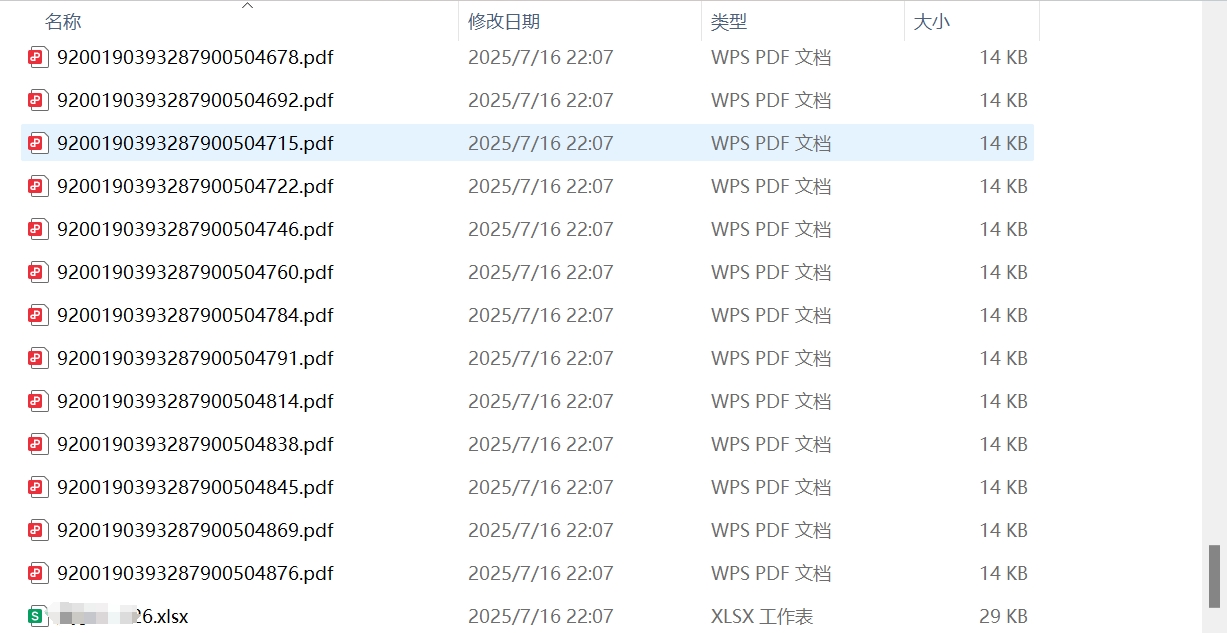 名称 修改日期 类型 大小
9200190393287900504678.pdf 2025/7/16 22:07 WPS PDF 文档 14 KB
9200190393287900504692.pdf 2025/7/16 22:07 WPS PDF 文档 14 KB
9200190393287900504715.pdf 2025/7/16 22:07 WPS PDF 文档 14 KB
9200190393287900504722.pdf 2025/7/16 22:07 WPS PDF 文档 14 KB
9200190393287900504746.pdf 2025/7/16 22:07 WPS PDF 文档 14 KB
9200190393287900504760.pdf 2025/7/16 22:07 WPS PDF 文档 14 KB
9200190393287900504784.pdf 2025/7/16 22:07 WPS PDF 文档 14 KB
9200190393287900504791.pdf 2025/7/16 22:07 WPS PDF 文档 14 KB
9200190393287900504814.pdf 2025/7/16 22:07 WPS PDF 文档 14 KB
9200190393287900504838.pdf 2025/7/16 22:07 WPS PDF 文档 14 KB
9200190393287900504845.pdf 2025/7/16 22:07 WPS PDF 文档 14 KB
9200190393287900504869.pdf 2025/7/16 22:07 WPS PDF 文档 14 KB
9200190393287900504876.pdf 2025/7/16 22:07 WPS PDF 文档 14 KB
26.xlsx 2025/7/16 22:07 XLSX 工作表 29 KB